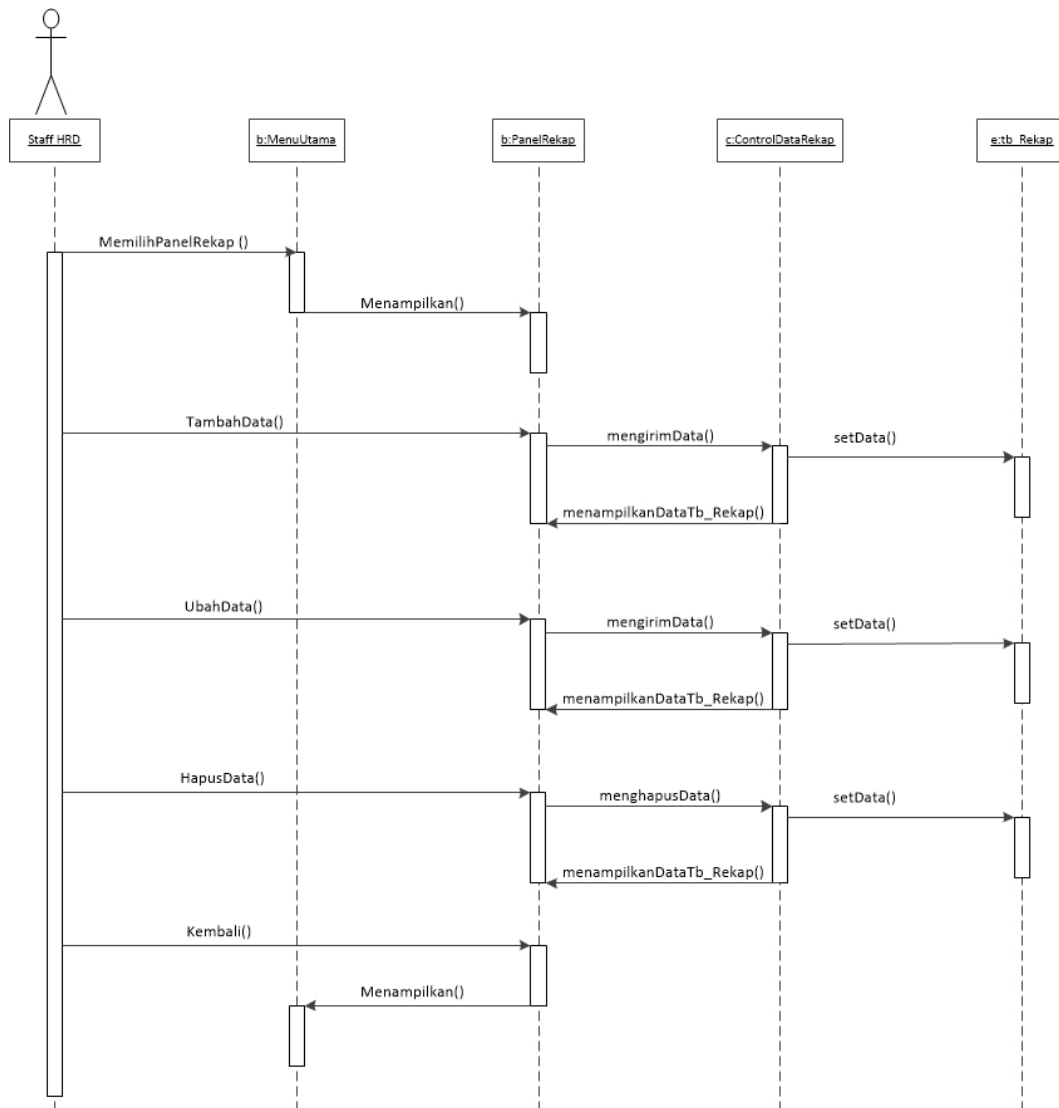 Staff HRD
b:MenuUtama
b:PanelRekap
c:ControlDataRekap
e:tb_Rekap
MemilihPanelRekap ()
Menampilkan()
TambahData()
mengirimData()
setData()
menampilkanDataTb_Rekap()
UbahData()
mengirimData()
setData()
menampilkanDataTb_Rekap()
HapusData()
menghapusData()
setData()
menampilkanDataTb_Rekap()
Kembali()
Menampilkan()